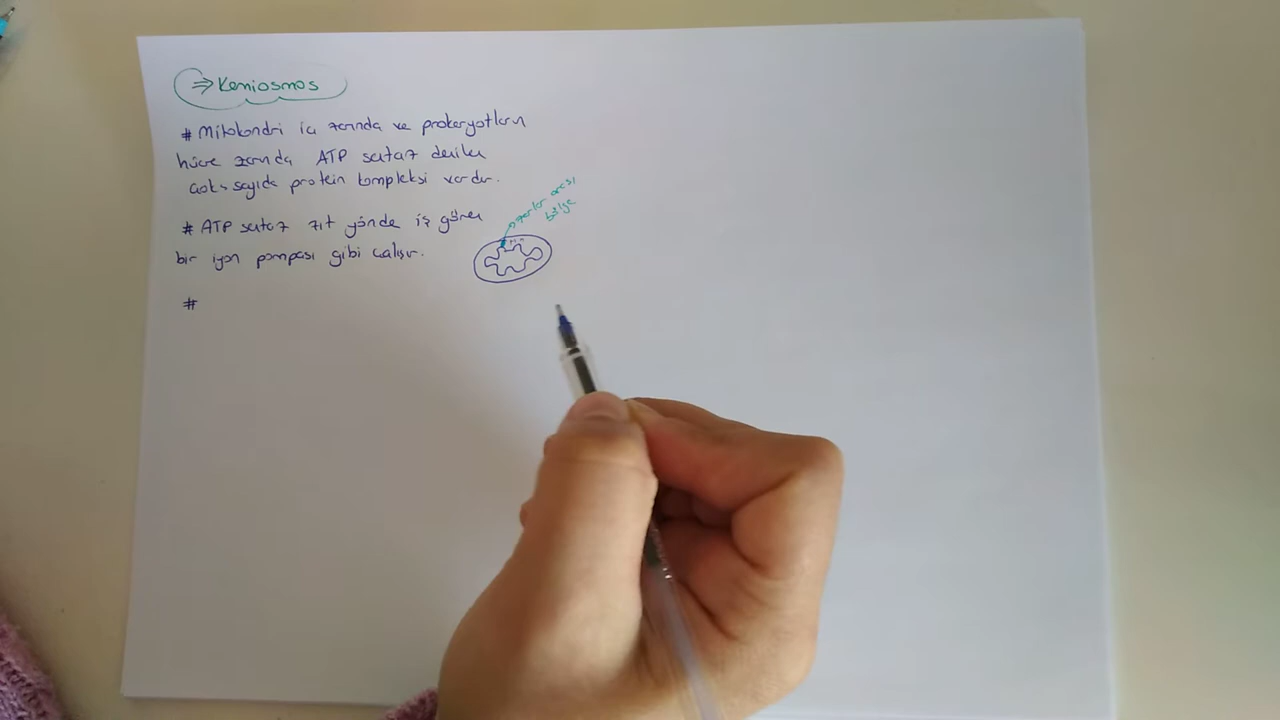 ⇒ Kemiosmos
# Mitokondri iç zarında ve prokaryotların
hücre zarında ATP sentaz denilen
çok sayıda protein kompleksi vardır.
# ATP sentaz zıt yönde iş gören
bir iyon pompası gibi çalışır.
zarlar arası
bölge
#